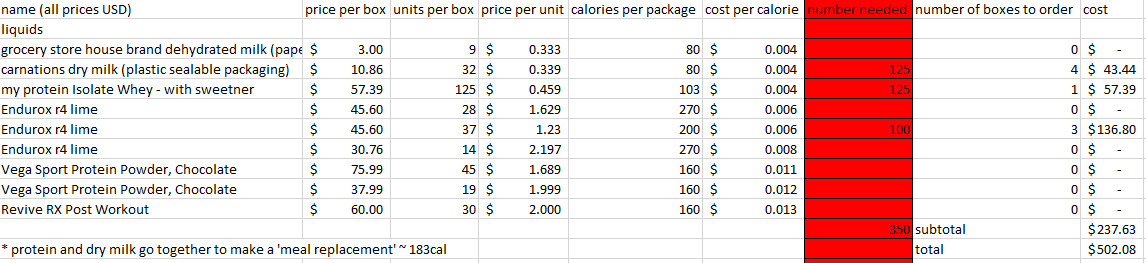 name (all prices USD) price per box units per box price per unit calories per package cost per calorie number needed number of boxes to order cost
liquids
grocery store house brand dehydrated milk (pape $ 3.00 9 $ 0.333 80 $ 0.004 0 $ -
carnations dry milk (plastic sealable packaging) $ 10.86 32 $ 0.339 80 $ 0.004 125 4 $ 43.44
my protein Isolate Whey - with sweetner $ 57.39 125 $ 0.459 103 $ 0.004 125 1 $ 57.39
Endurox r4 lime $ 45.60 28 $ 1.629 270 $ 0.006 0 $ -
Endurox r4 lime $ 45.60 37 $ 1.23 200 $ 0.006 100 3 $136.80
Endurox r4 lime $ 30.76 14 $ 2.197 270 $ 0.008 0 $ -
Vega Sport Protein Powder, Chocolate $ 75.99 45 $ 1.689 160 $ 0.011 0 $ -
Vega Sport Protein Powder, Chocolate $ 37.99 19 $ 1.999 160 $ 0.012 0 $ -
Revive RX Post Workout $ 60.00 30 $ 2.000 160 $ 0.013 0 $ -
350 subtotal $237.63
* protein and dry milk go together to make a 'meal replacement' ~ 183cal total $502.08